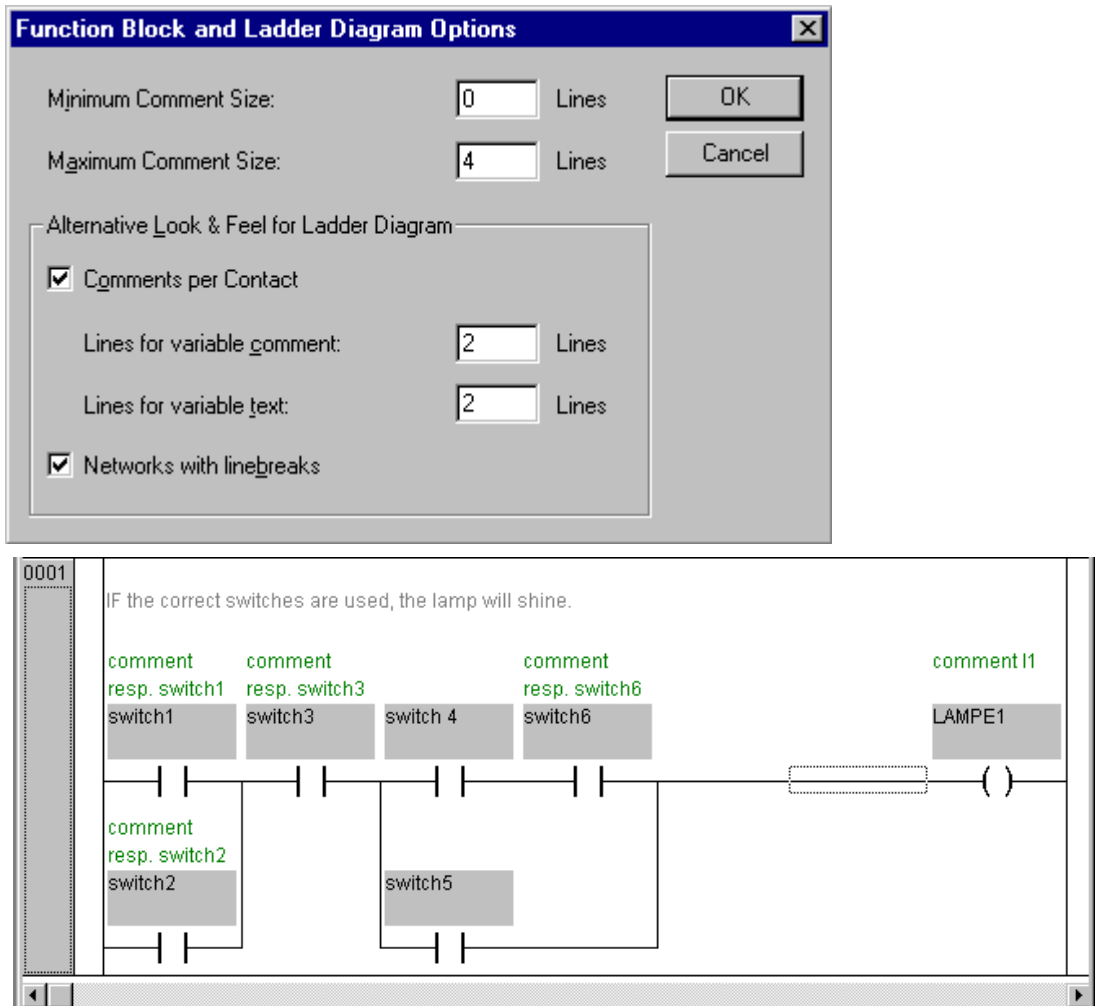 Function Block and Ladder Diagram Options
Minimum Comment Size: 0 Lines OK
Maximum Comment Size: 4 Lines Cancel
Alternative Look & Feel for Ladder Diagram
Comments per Contact
Lines for variable comment: 2 Lines
Lines for variable text: 2 Lines
Networks with linebreaks
0001
IF the correct switches are used, the lamp will shine.
comment comment comment comment l1
resp. switch1 resp. switch3 resp. switch6
switch1 switch3 switch 4 switch6 LAMPE1
comment
resp. switch2
switch2 switch5